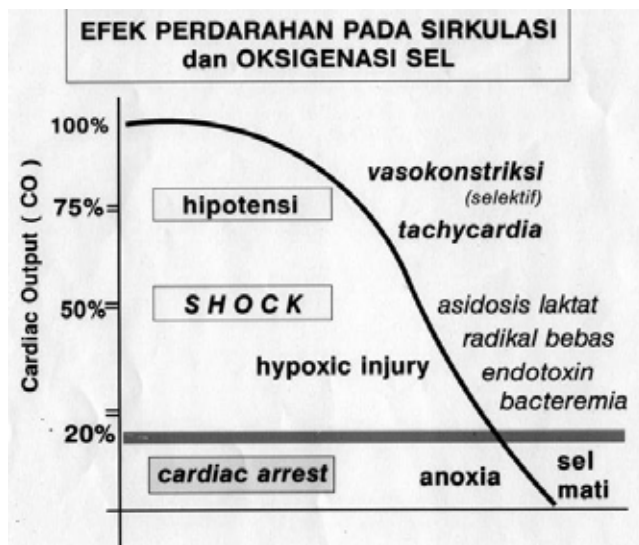 EFEK PERDARAHAN PADA SIRKULASI
dan OKSIGENASI SEL
Cardiac Output ( CO )
100%
75%
50%
20%
hipotensi
SHOCK
hypoxic injury
cardiac arrest
vasokonstriksi
(selektif)
tachycardia
asidosis laktat
radikal bebas
endotoxin
bacteremia
anoxia
sel
mati